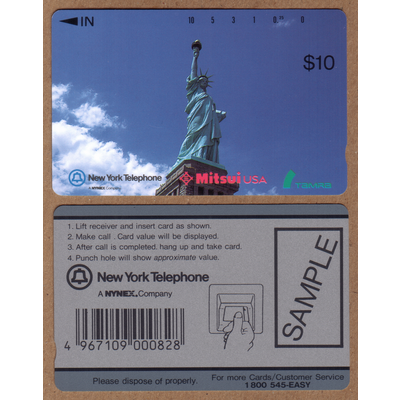 IN
10 5 3 1 0.50 0
$10
New York Telephone
A NYNEX Company
Mitsui USA
TAMRA
1. Lift receiver and insert card as shown.
2. Make call . Card value will be displayed.
3. After call is completed. hang up and take card.
4. Punch hole will show approximate value.
New York Telephone
A NYNEX. Company
SAMPLE
4 967109 000828
For more Cards/Customer Service
Please dispose of properly.
1 800 545-EASY